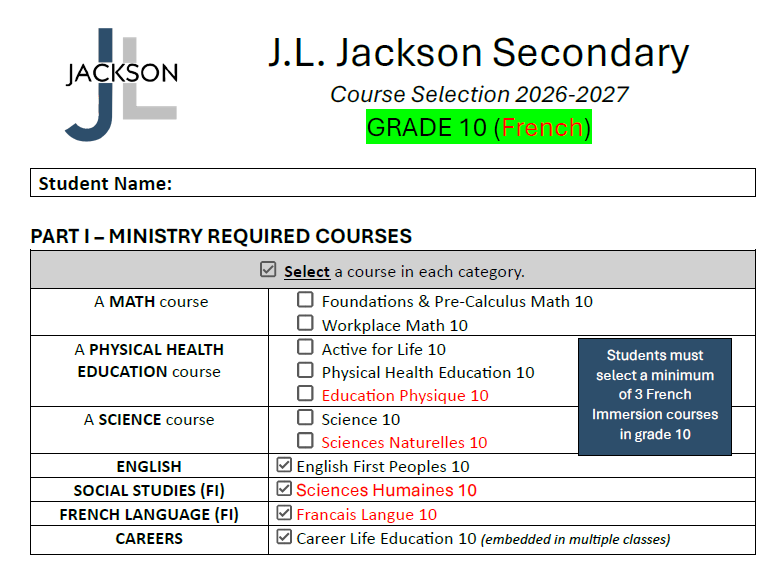 JACKSON
JL
J.L. Jackson Secondary
Course Selection 2026-2027
GRADE 10 (French)
Student Name:
PART I – MINISTRY REQUIRED COURSES
☑ Select a course in each category.
A MATH course
☐ Foundations & Pre-Calculus Math 10
☐ Workplace Math 10
A PHYSICAL HEALTH
EDUCATION course
☐ Active for Life 10
☐ Physical Health Education 10
☐ Education Physique 10
Students must
select a minimum
of 3 French
Immersion courses
in grade 10
A SCIENCE course
☐ Science 10
☐ Sciences Naturelles 10
ENGLISH
☑ English First Peoples 10
SOCIAL STUDIES (FI)
☑ Sciences Humaines 10
FRENCH LANGUAGE (FI)
☑ Francais Langue 10
CAREERS
☑ Career Life Education 10 (embedded in multiple classes)